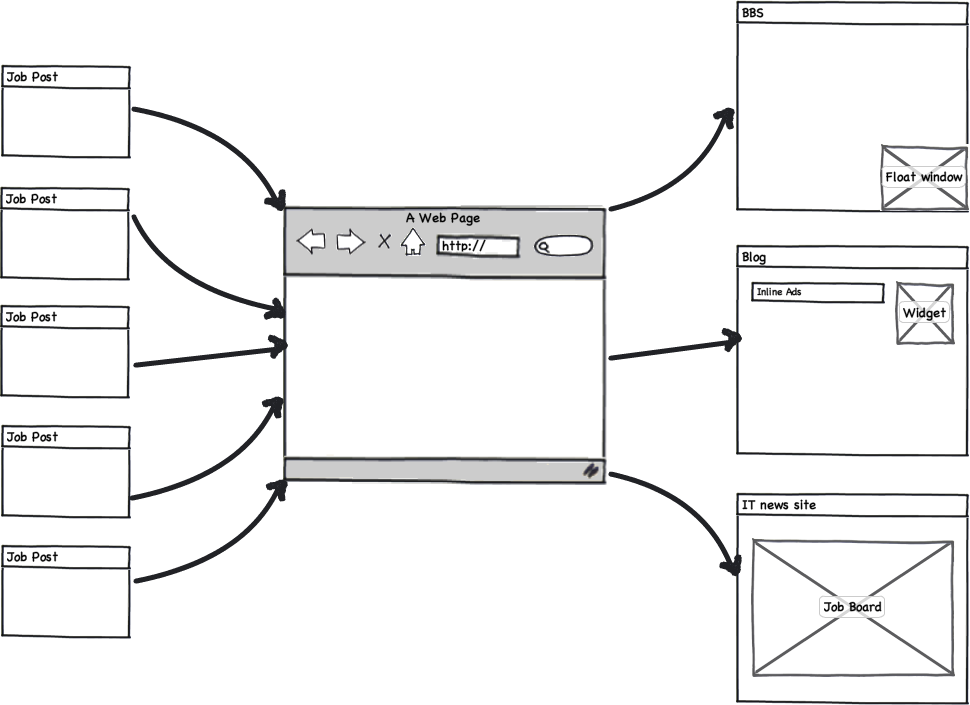 Job Post
Job Post
Job Post
Job Post
Job Post
A Web Page
http://
BBS
Float window
Blog
Inline Ads
Widget
IT news site
Job Board